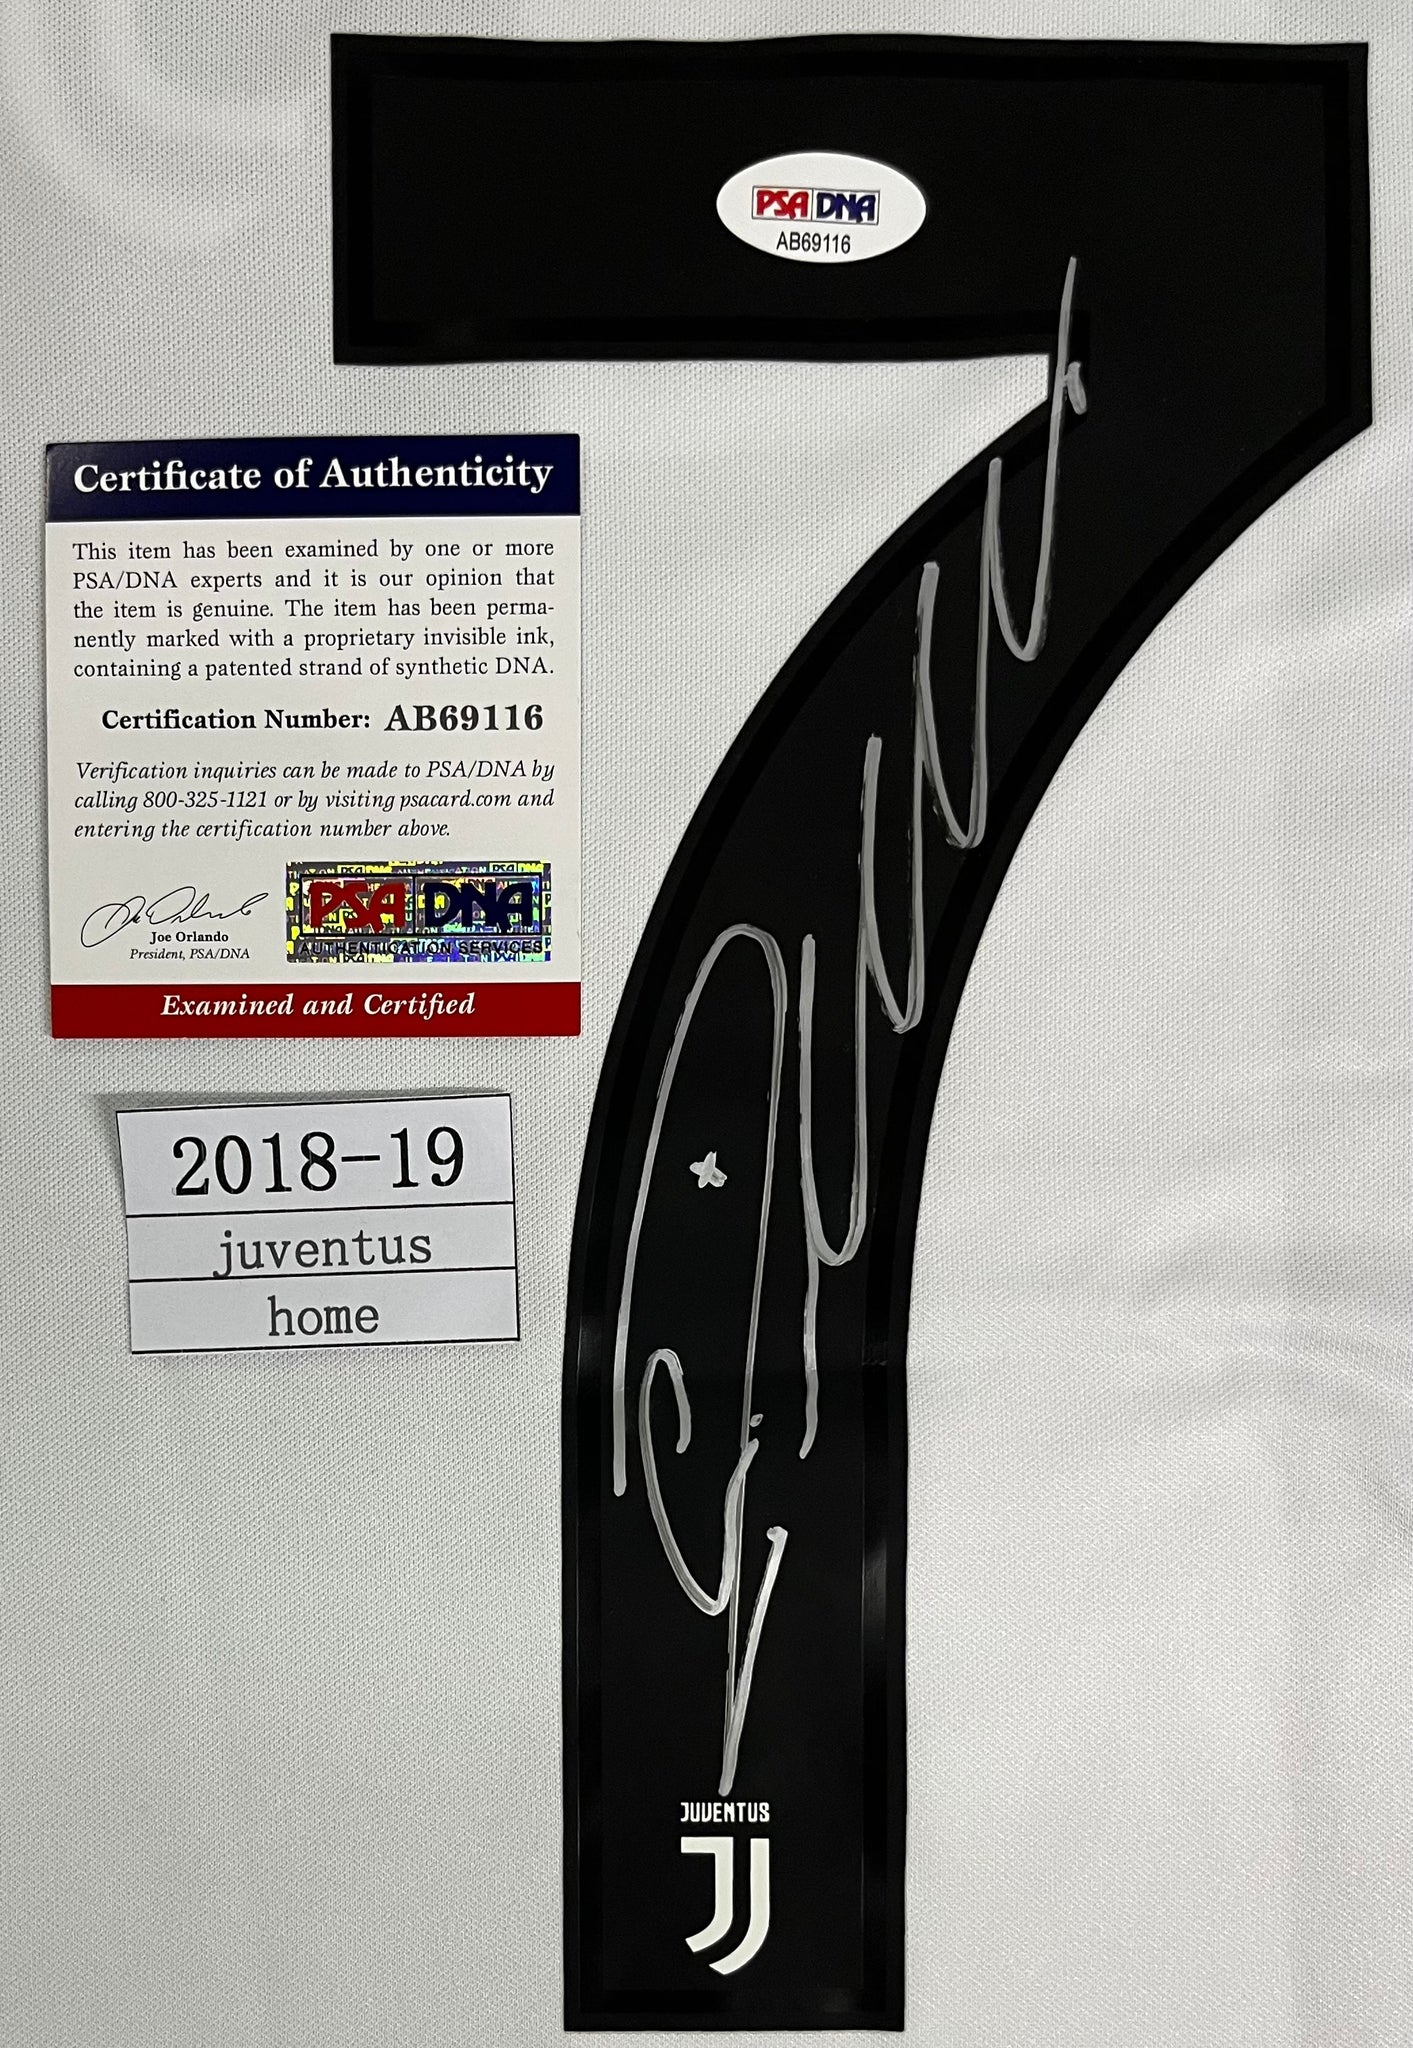 7
PSA DNA
AB69116
Certificate of Authenticity
This item has been examined by one or more
PSA/DNA experts and it is our opinion that
the item is genuine. The item has been perma-
nently marked with a proprietary invisible ink,
containing a patented strand of synthetic DNA.
Certification Number: AB69116
Verification inquiries can be made to PSA/DNA by
calling 800-325-1121 or by visiting psacard.com and
entering the certification number above.
Joe Orlando
President, PSA/DNA
PSA DNA
AUTHENTICATION SERVICES
Examined and Certified
2018-19
juventus
home
JUVENTUS